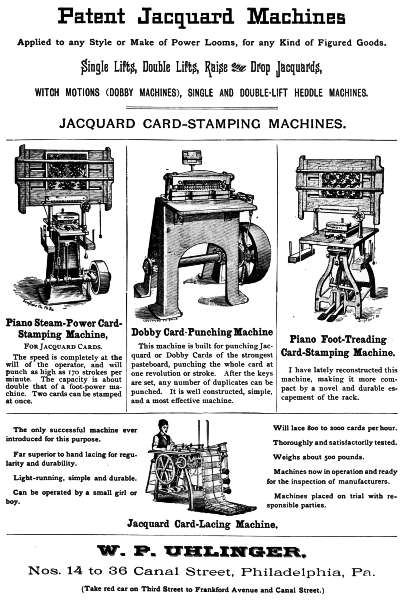 Patent Jacquard Machines
Applied to any Style or Make of Power Looms, for any Kind of Figured Goods.
Single Lifts, Double Lifts, Raise and Drop Jacquards,
WITCH MOTIONS (DOBBY MACHINES), SINGLE AND DOUBLE-LIFT HEDDLE MACHINES.
JACQUARD CARD-STAMPING MACHINES.
Piano Steam-Power Card-
Stamping Machine,
FOR JACQUARD CARDS.
The speed is completely at
the will of the operator, and will
punch as high as 170 strokes per
minute. The capacity is about
double that of a foot-power ma-
chine. Two cards can be stamped
at once.
Dobby Card-Punching Machine
This machine is built for punching Jac-
quard or Dobby Cards of the strongest
pasteboard, punching the whole card at
one revolution or stroke. After the keys
are set, any number of duplicates can be
punched. It is well constructed, simple,
and a most effective machine.
Piano Foot-Treading
Card-Stamping Machine.
I have lately reconstructed this
machine, making it more com-
pact by a novel and durable es-
capement of the rack.
The only successful machine ever
introduced for this purpose.
Far superior to hand lacing for regu-
larity and durability.
Light-running, simple and durable.
Can be operated by a small girl or
boy.
Will lace 800 to 2000 cards per hour.
Thoroughly and satisfactorily tested.
Weighs about 500 pounds.
Machines now in operation and ready
for the inspection of manufacturers.
Machines placed on trial with re-
sponsible parties.
Jacquard Card-Lacing Machine,
W. P. UHLINGER.
Nos. 14 to 36 Canal Street, Philadelphia, Pa.
(Take red car on Third Street to Frankford Avenue and Canal Street.)